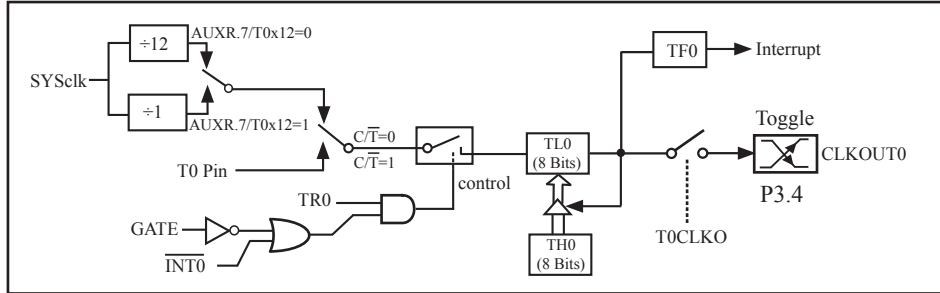 AUXR.7/T0x12=0
÷12
SYSclk
÷1
AUXR.7/T0x12=1
C/T̅=0
C/T̅=1
T0 Pin
control
TR0
GATE
I̅N̅T̅0̅
TL0
(8 Bits)
TH0
(8 Bits)
TF0
Interrupt
Toggle
CLKOUT0
P3.4
T0CLKO